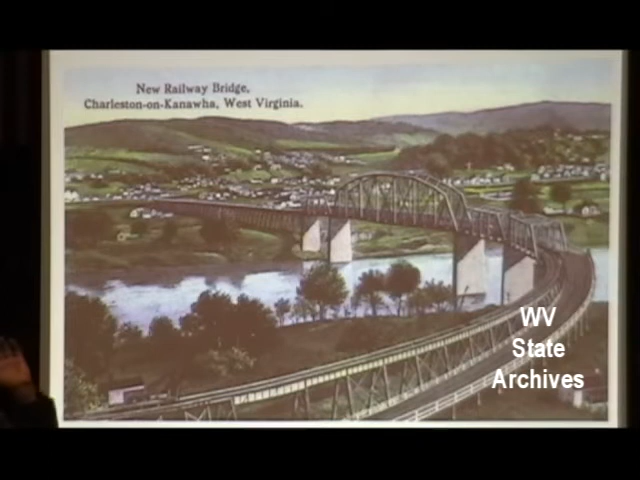 New Railway Bridge,
Charleston-on-Kanawha, West Virginia.
WV
State
Archives